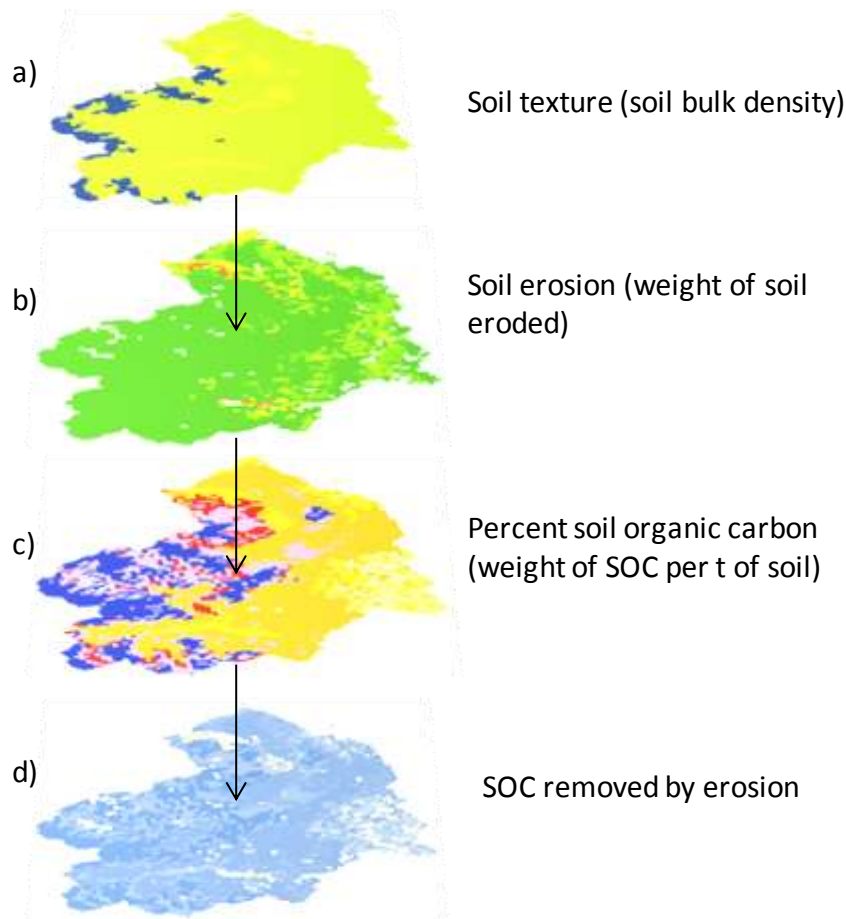 a)
Soil texture (soil bulk density)
b)
Soil erosion (weight of soil
eroded)
c)
Percent soil organic carbon
(weight of SOC per t of soil)
d)
SOC removed by erosion